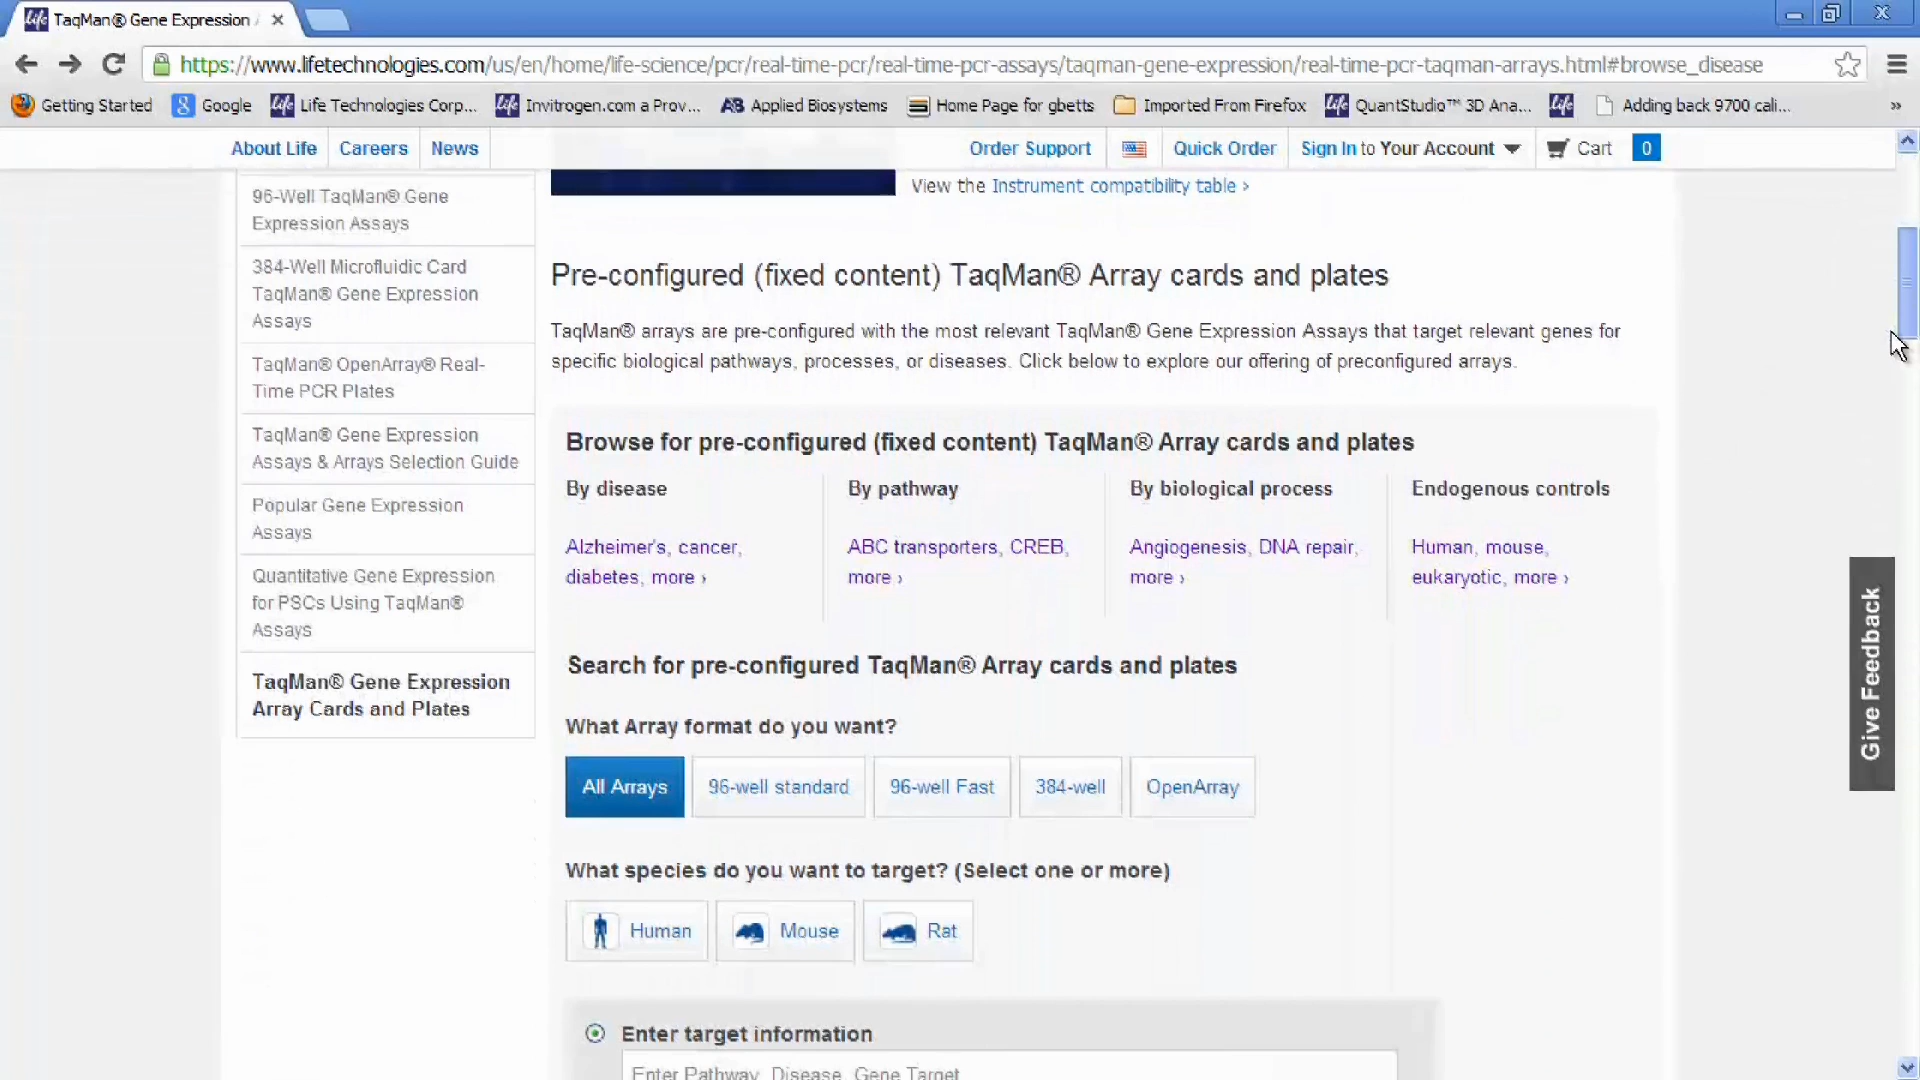 TaqMan® Gene Expression
https://www.lifetechnologies.com/us/en/home/life-science/pcr/real-time-pcr/real-time-pcr-assays/taqman-gene-expression/real-time-pcr-taqman-arrays.html#browse_disease
Getting Started Google Life Technologies Corp... Invitrogen.com a Prov... Applied Biosystems Home Page for gbetts Imported From Firefox QuantStudio™ 3D Ana... Adding back 9700 cali... »
About Life Careers News Order Support Quick Order Sign In to Your Account Cart 0
96-Well TaqMan® Gene
Expression Assays
384-Well Microfluidic Card
TaqMan® Gene Expression
Assays
TaqMan® OpenArray® Real-
Time PCR Plates
TaqMan® Gene Expression
Assays & Arrays Selection Guide
Popular Gene Expression
Assays
Quantitative Gene Expression
for PSCs Using TaqMan®
Assays
TaqMan® Gene Expression
Array Cards and Plates
View the Instrument compatibility table ›
Pre-configured (fixed content) TaqMan® Array cards and plates
TaqMan® arrays are pre-configured with the most relevant TaqMan® Gene Expression Assays that target relevant genes for
specific biological pathways, processes, or diseases. Click below to explore our offering of preconfigured arrays.
Browse for pre-configured (fixed content) TaqMan® Array cards and plates
By disease
Alzheimer's, cancer,
diabetes, more ›
By pathway
ABC transporters, CREB,
more ›
By biological process
Angiogenesis, DNA repair,
more ›
Endogenous controls
Human, mouse,
eukaryotic, more ›
Search for pre-configured TaqMan® Array cards and plates
What Array format do you want?
All Arrays 96-well standard 96-well Fast 384-well OpenArray
What species do you want to target? (Select one or more)
Human Mouse Rat
Enter target information
Enter Pathway, Disease, Gene Target
Give Feedback